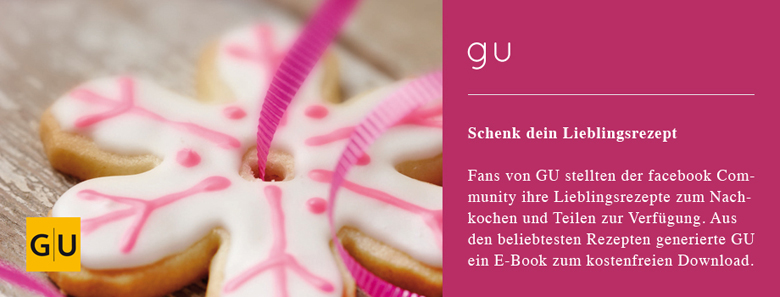 G|U
gu
Schenk dein Lieblingsrezept
Fans von GU stellten der facebook Com-
munity ihre Lieblingsrezepte zum Nach-
kochen und Teilen zur Verfügung. Aus
den beliebtesten Rezepten generierte GU
ein E-Book zum kostenfreien Download.